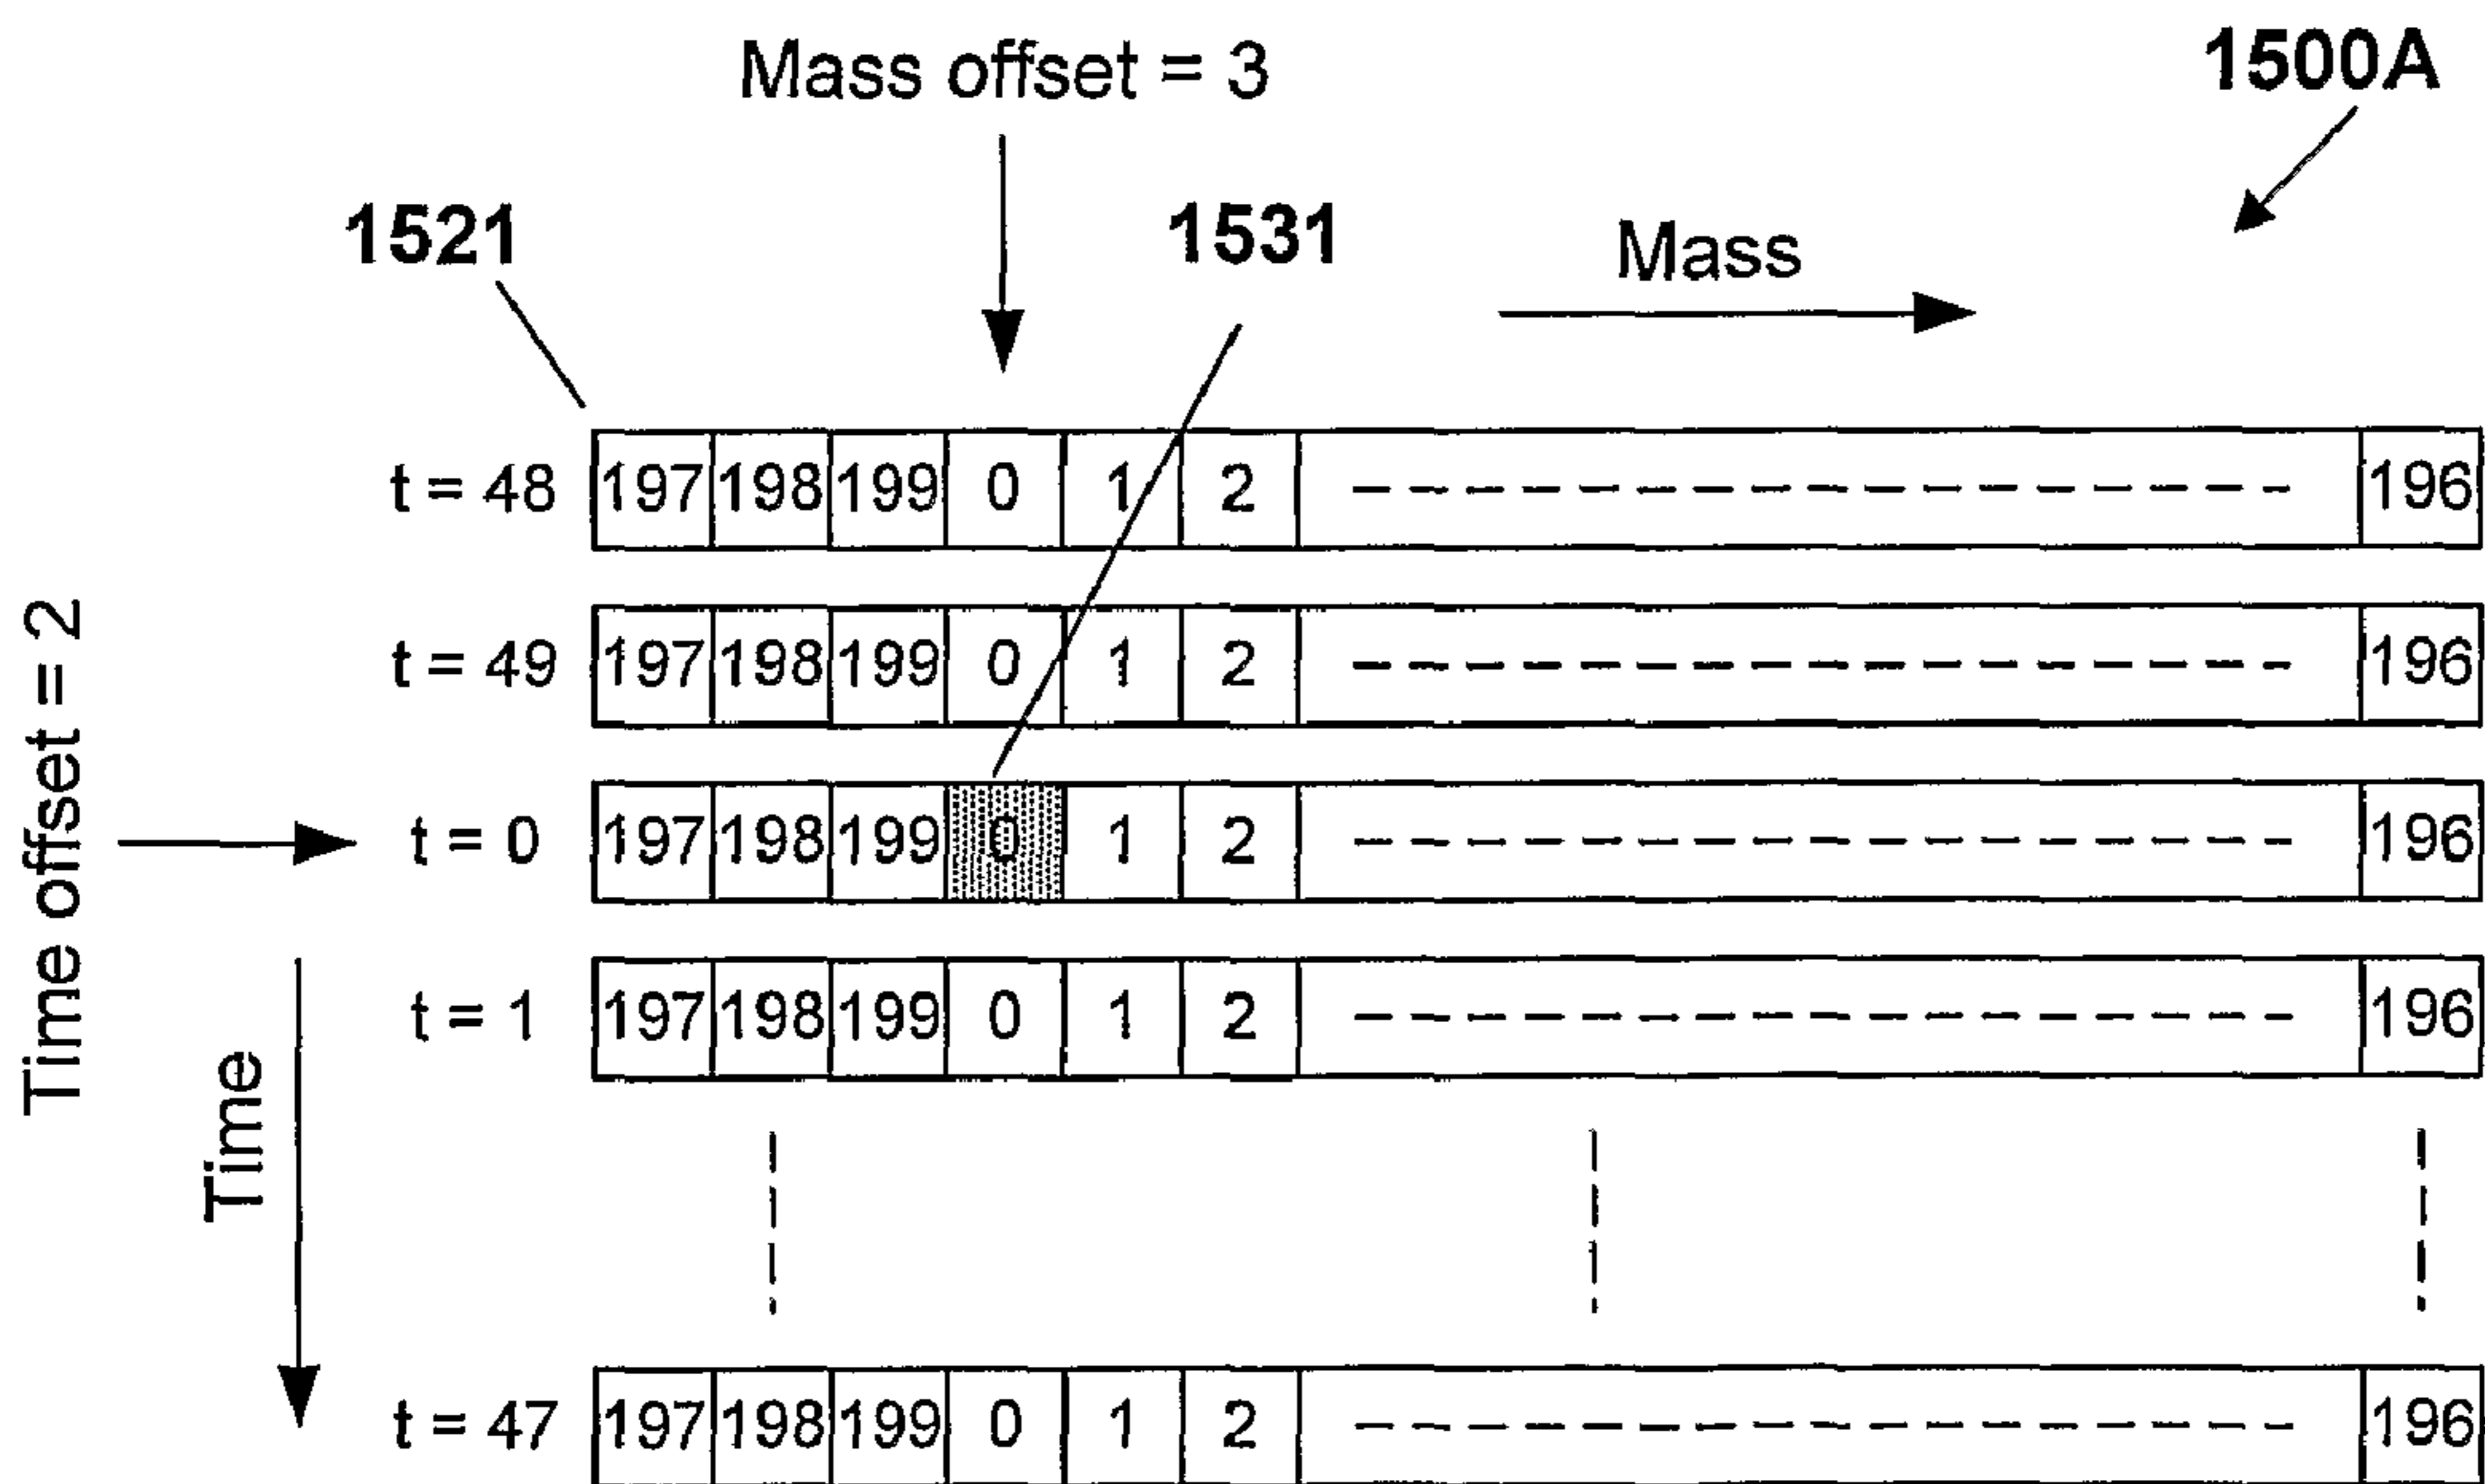 Mass offset = 3
1500A
1521
1531
Mass
t = 48 197 198 199 0 1 2 196
t = 49 197 198 199 0 1 2 196
Time offset = 2
t = 0 197 198 199 0 1 2 196
t = 1 197 198 199 0 1 2 196
Time
t = 47 197 198 199 0 1 2 196